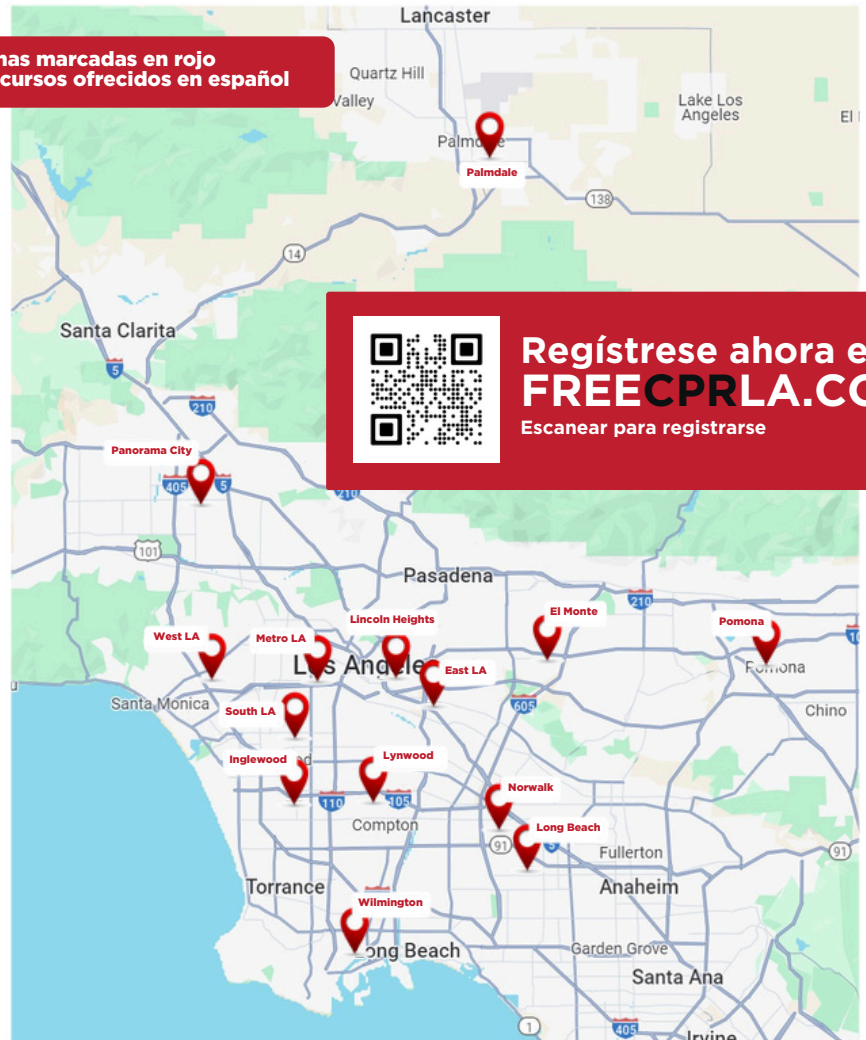 Lancaster
nas marcadas en rojo
cursos ofrecidos en español
Quartz Hill
Valley
Lake Los
Angeles
El
Palmdale
138
14
Santa Clarita
5
210
Regístrese ahora e
FREECPRLA.CO
Escanear para registrarse
Panorama City
405
5
210
101
Pasadena
210
Lincoln Heights
El Monte
Pomona
West LA
Metro LA
10
Los Angeles
East LA
Pomona
Santa Monica
605
Chino
South LA
Inglewood
Lynwood
Norwalk
110
105
Compton
Long Beach
91
5
Fullerton
91
Torrance
Anaheim
Wilmington
Long Beach
Garden Grove
Santa Ana
1
405
Irvine